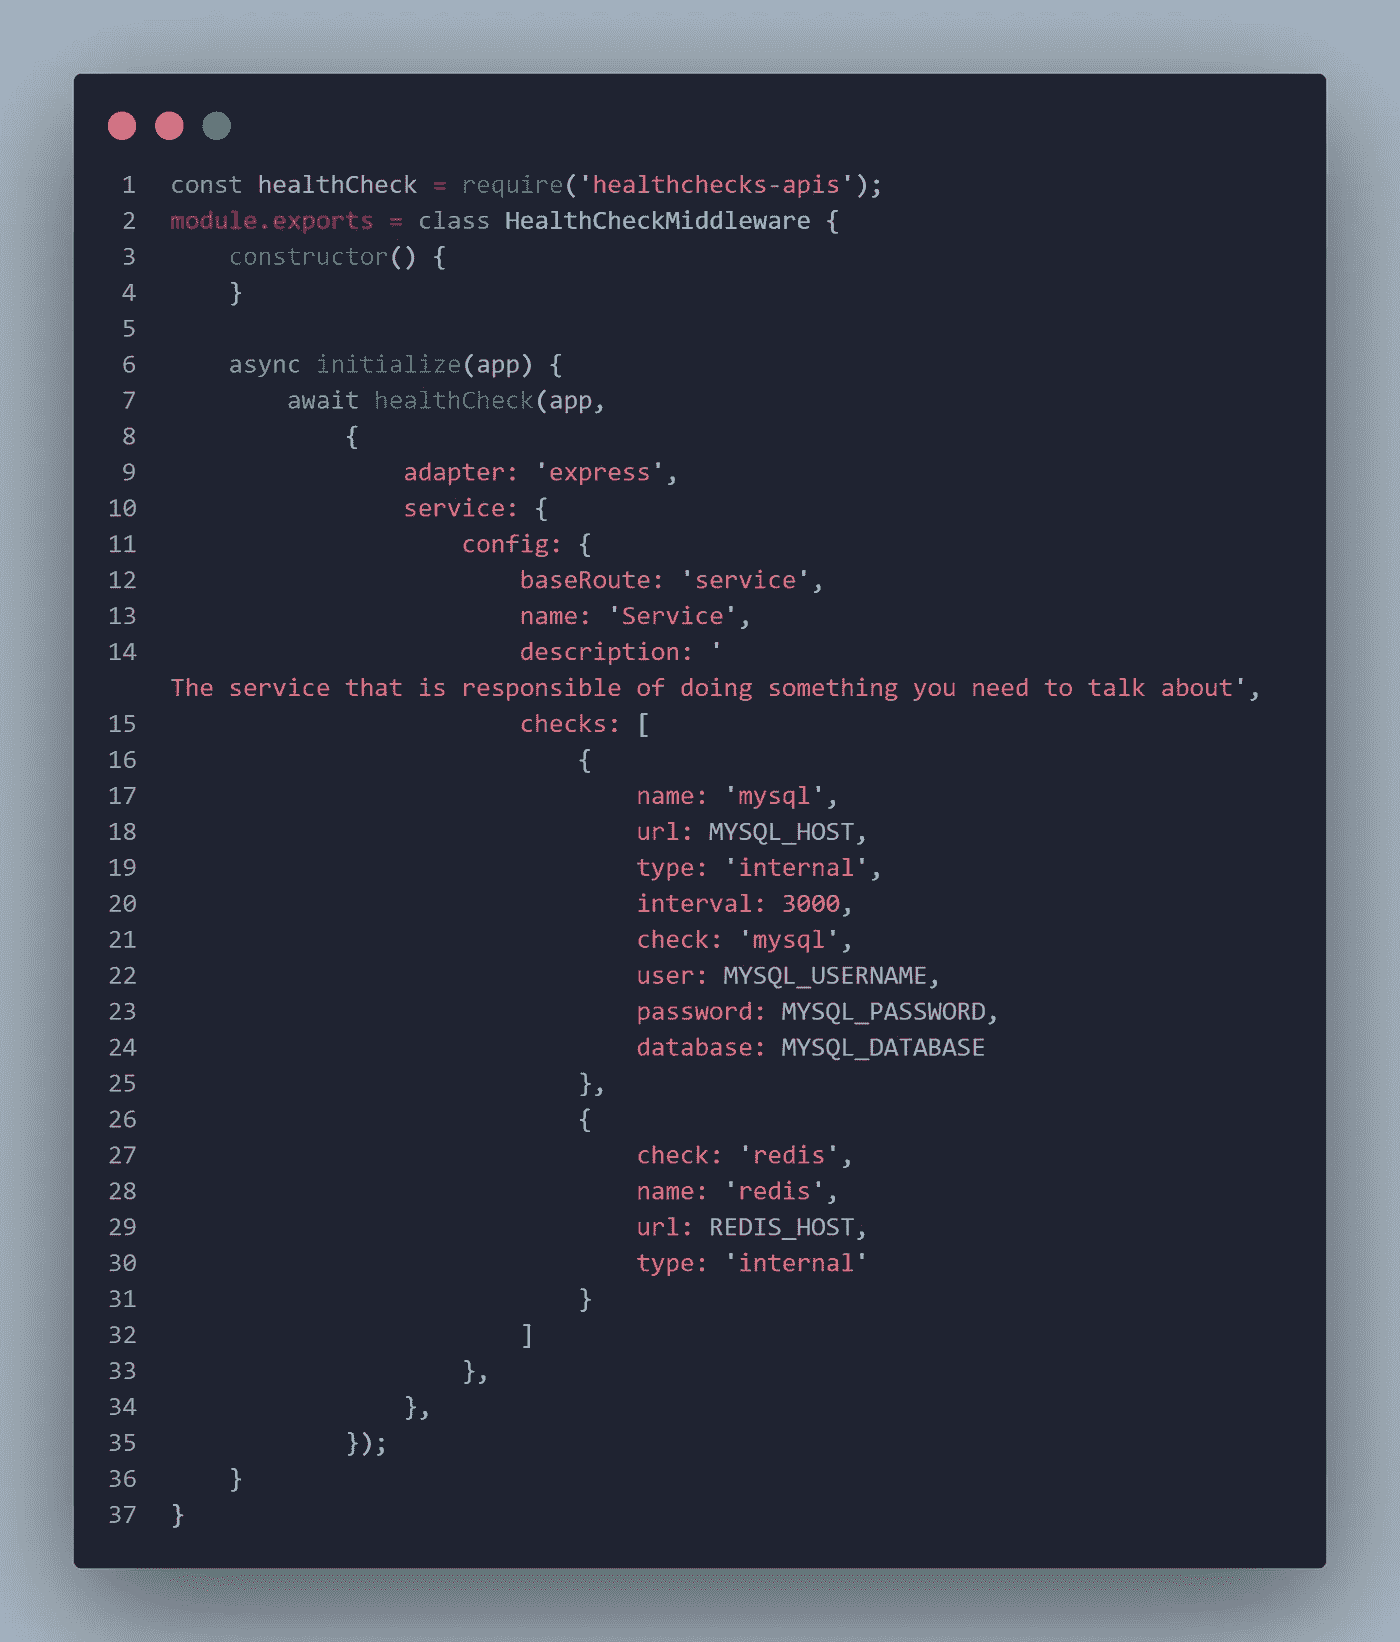 1 const healthCheck = require('healthchecks-apis');
2 module.exports = class HealthCheckMiddleware {
3     constructor() {
4     }
5
6     async initialize(app) {
7         await healthCheck(app,
8             {
9                 adapter: 'express',
10                 service: {
11                     config: {
12                         baseRoute: 'service',
13                         name: 'Service',
14                         description: '
The service that is responsible of doing something you need to talk about',
15                         checks: [
16                             {
17                                 name: 'mysql',
18                                 url: MYSQL_HOST,
19                                 type: 'internal',
20                                 interval: 3000,
21                                 check: 'mysql',
22                                 user: MYSQL_USERNAME,
23                                 password: MYSQL_PASSWORD,
24                                 database: MYSQL_DATABASE
25                             },
26                             {
27                                 check: 'redis',
28                                 name: 'redis',
29                                 url: REDIS_HOST,
30                                 type: 'internal'
31                             }
32                         ]
33                     },
34                 },
35             });
36     }
37 }